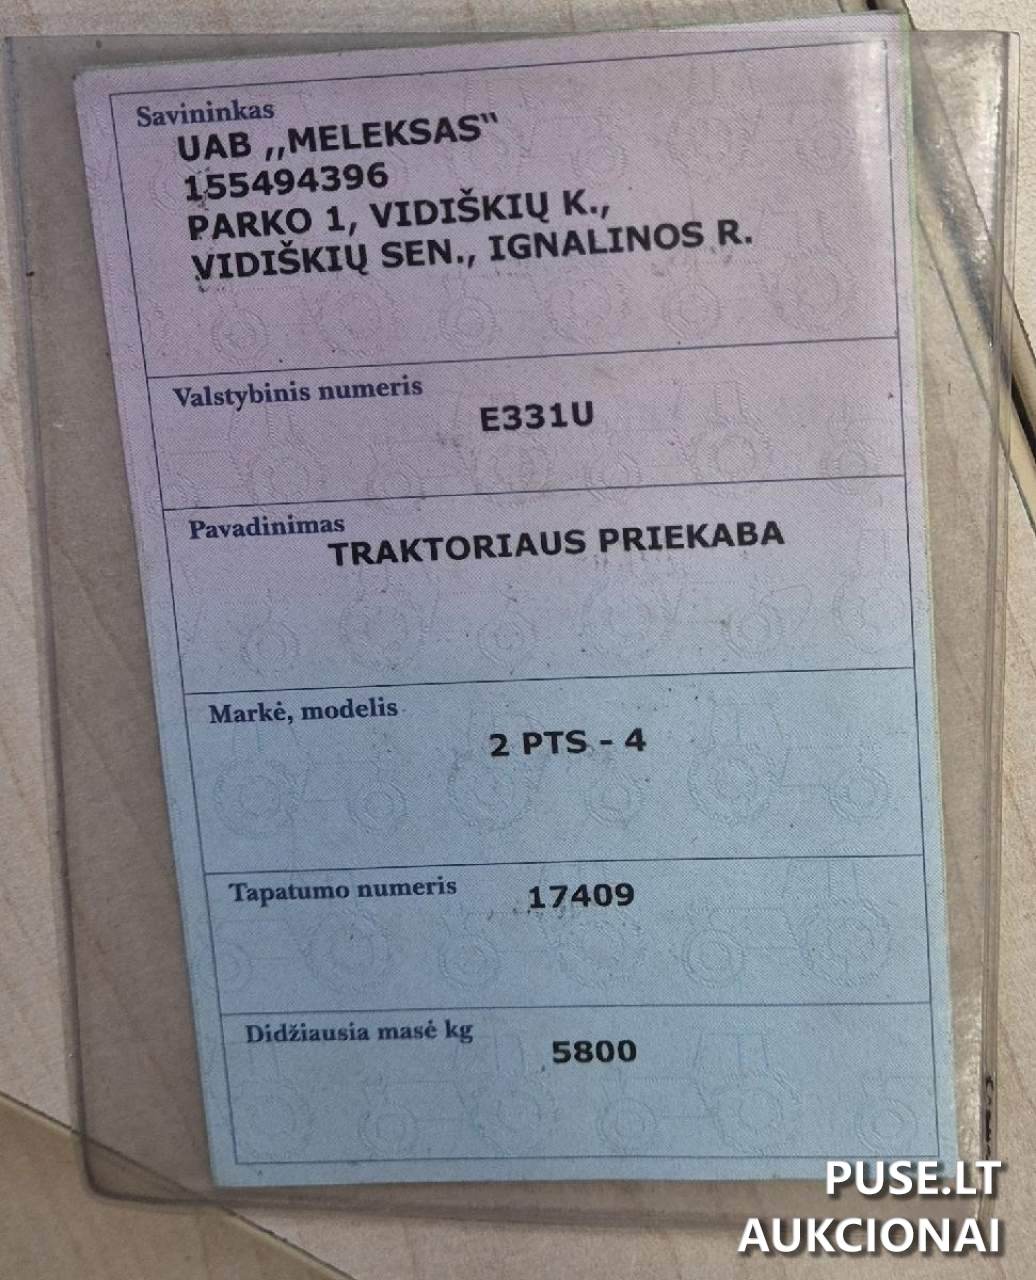 Savininkas
UAB ,,MELEKSAS“
155494396
PARKO 1, VIDIŠKIŲ K.,
VIDIŠKIŲ SEN., IGNALINOS R.
Valstybinis numeris
E331U
Pavadinimas
TRAKTORIAUS PRIEKABA
Markė, modelis
2 PTS - 4
Tapatumo numeris
17409
Didžiausia masė kg
5800
PUSE.LT
AUKCIONAI